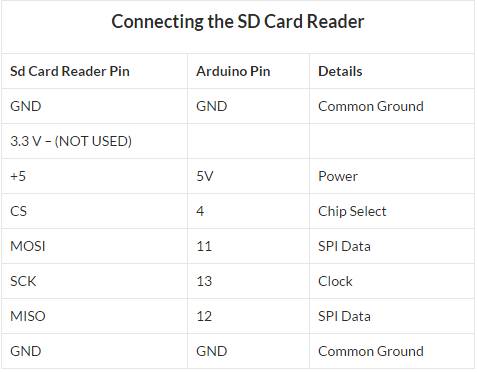 Connecting the SD Card Reader
Sd Card Reader Pin Arduino Pin Details
GND GND Common Ground
3.3 V – (NOT USED)
+5 5V Power
CS 4 Chip Select
MOSI 11 SPI Data
SCK 13 Clock
MISO 12 SPI Data
GND GND Common Ground